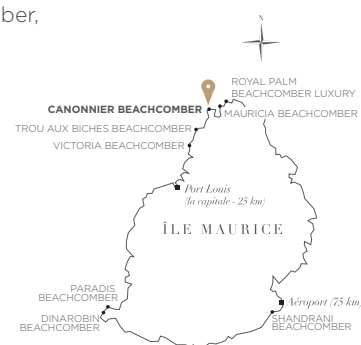 ber,
N
ROYAL PALM
BEACHCOMBER LUXURY
CANONNIER BEACHCOMBER
MAURICIA BEACHCOMBER
TROU AUX BICHES BEACHCOMBER
VICTORIA BEACHCOMBER
Port Louis
(la capitale - 25 km)
ÎLE MAURICE
PARADIS
BEACHCOMBER
Aéroport (75 km)
DINAROBIN
BEACHCOMBER
SHANDRANI
BEACHCOMBER